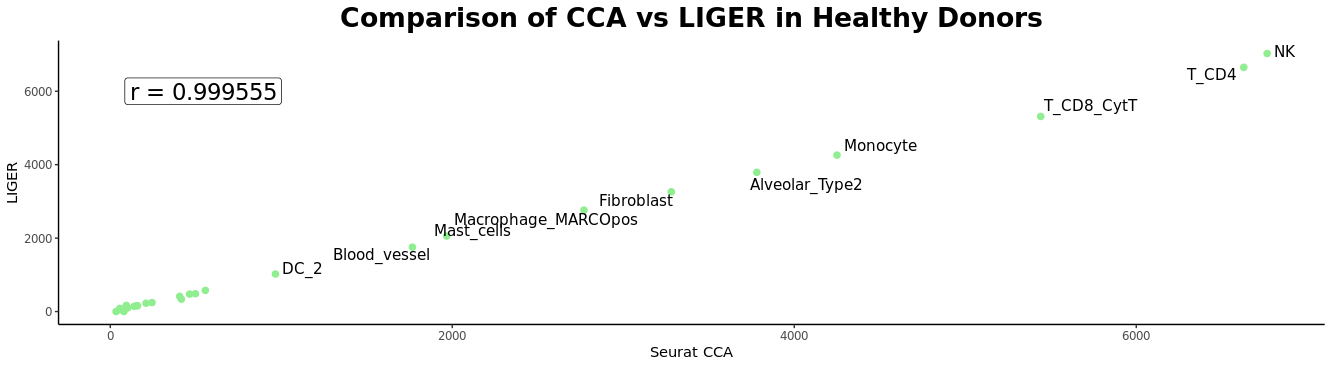 Comparison of CCA vs LIGER in Healthy Donors
r = 0.999555
NK
T_CD4
T_CD8_CytT
Monocyte
Alveolar_Type2
Fibroblast
Macrophage_MARCOpos
Mast_cells
Blood_vessel
DC_2
LIGER
6000
4000
2000
0
0
2000
4000
6000
Seurat CCA